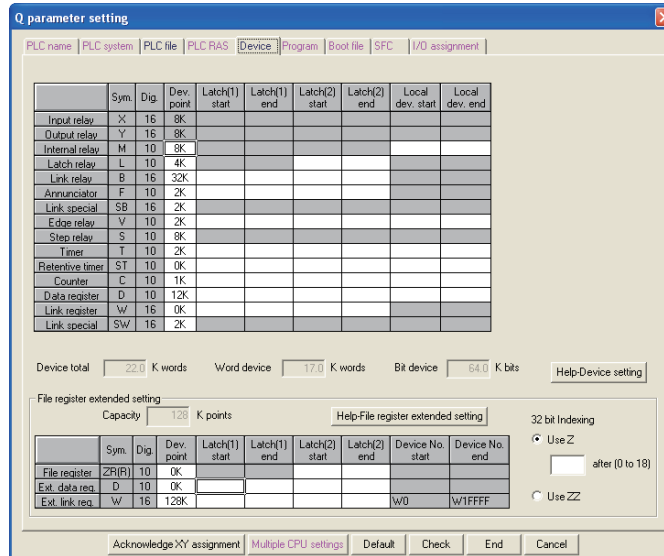 Q parameter setting
PLC name PLC system PLC file PLC RAS Device Program Boot file SFC I/O assignment
Sym. Dig. Dev. point Latch(1) start Latch(1) end Latch(2) start Latch(2) end Local dev. start Local dev. end
Input relay X 16 8K
Output relay Y 16 8K
Internal relay M 10 8K
Latch relay L 10 4K
Link relay B 16 32K
Annunciator F 10 2K
Link special SB 16 2K
Edge relay V 10 2K
Step relay S 10 8K
Timer T 10 2K
Retentive timer ST 10 0K
Counter C 10 1K
Data register D 10 12K
Link register W 16 0K
Link special SW 16 2K
Device total 22.0 K words Word device 17.0 K words Bit device 64.0 K bits Help-Device setting
File register extended setting
Capacity 128 K points Help-File register extended setting
32 bit Indexing
Use Z
after (0 to 18)
Use ZZ
Sym. Dig. Dev. point Latch(1) start Latch(1) end Latch(2) start Latch(2) end Device No. start Device No. end
File register ZR(R) 10 0K
Ext. data reg. D 10 0K
Ext. link reg. W 16 128K W0 W1FFFF
Acknowledge XY assignment Multiple CPU settings Default Check End Cancel